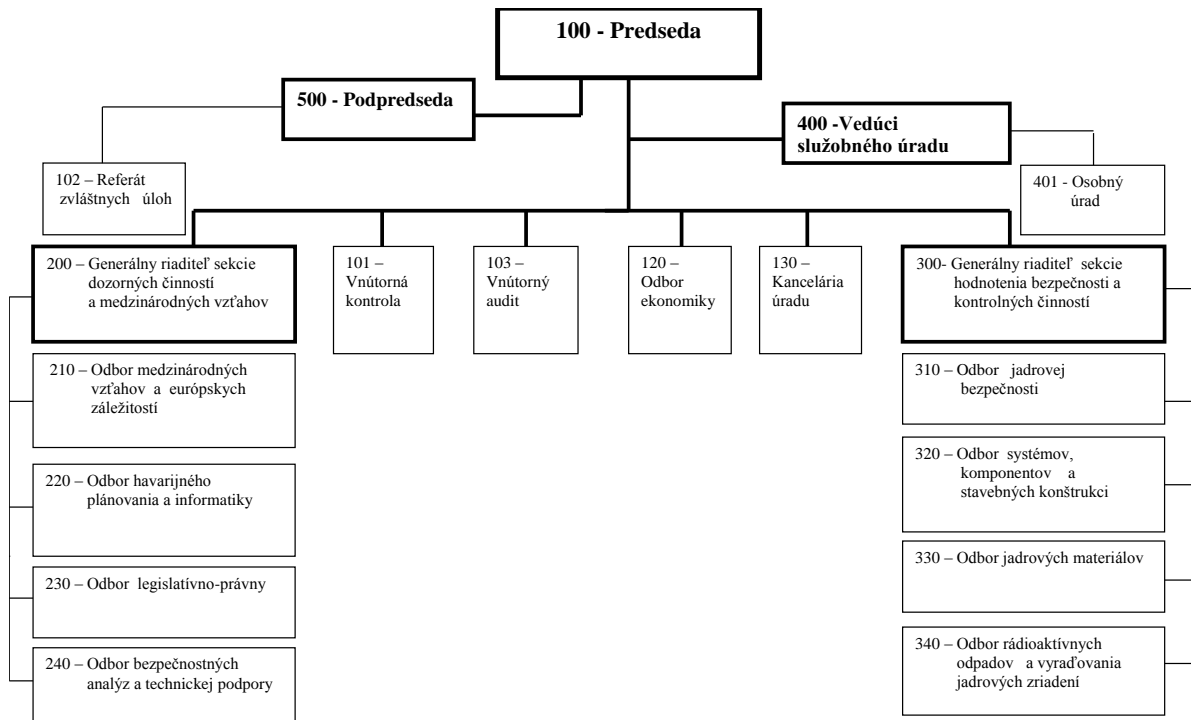 100 - Predseda
500 - Podpredseda
400 -Vedúci
služobného úradu
102 – Referát
zvláštnych úloh
401 - Osobný
úrad
200 – Generálny riaditeľ sekcie
dozorných činností
a medzinárodných vzťahov
101 –
Vnútorná
kontrola
103 –
Vnútorný
audit
120 –
Odbor
ekonomiky
130 –
Kancelária
úradu
300- Generálny riaditeľ sekcie
hodnotenia bezpečnosti a
kontrolných činností
210 – Odbor medzinárodných
vzťahov a európskych
záležitostí
310 – Odbor jadrovej
bezpečnosti
220 – Odbor havarijného
plánovania a informatiky
320 – Odbor systémov,
komponentov a
stavebných konštrukci
230 – Odbor legislatívno-právny
330 – Odbor jadrových materiálov
240 – Odbor bezpečnostných
analýz a technickej podpory
340 – Odbor rádioaktívnych
odpadov a vyraďovania
jadrových zriadení